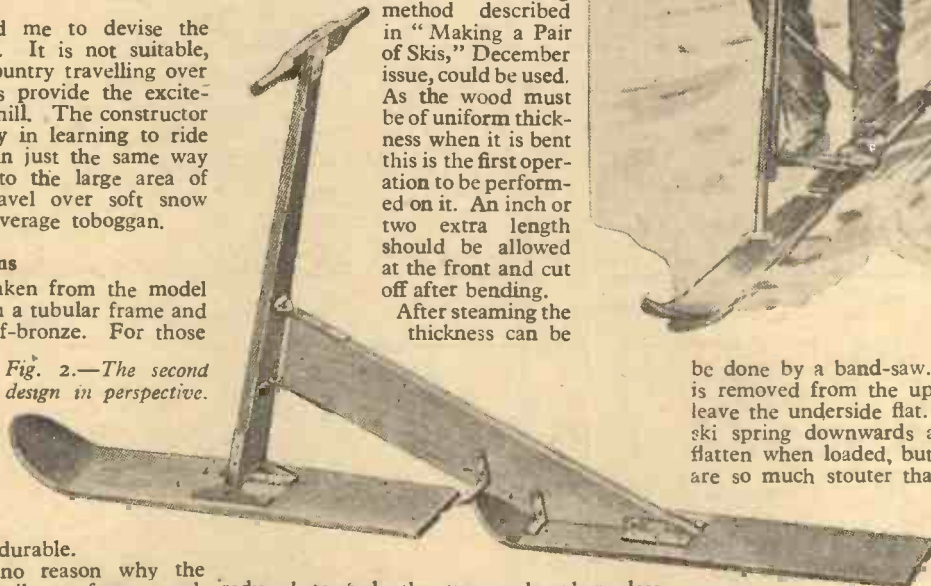 d me to devise the
. It is not suitable,
ountry travelling over
s provide the excite-
hill. The constructor
y in learning to ride
n just the same way
to the large area of
avel over soft snow
verage toboggan.
ns
aken from the model
n a tubular frame and
f-bronze. For those
Fig. 2.—The second
design in perspective.
durable.
no reason why the
method described
in “ Making a Pair
of Skis,” December
issue, could be used.
As the wood must
be of uniform thick-
ness when it is bent
this is the first oper-
ation to be perform-
ed on it. An inch or
two extra length
should be allowed
at the front and cut
off after bending.
After steaming the
thickness can be
be done by a band-saw.
is removed from the up
leave the underside flat.
ski spring downwards a
flatten when loaded, but
are so much stouter tha